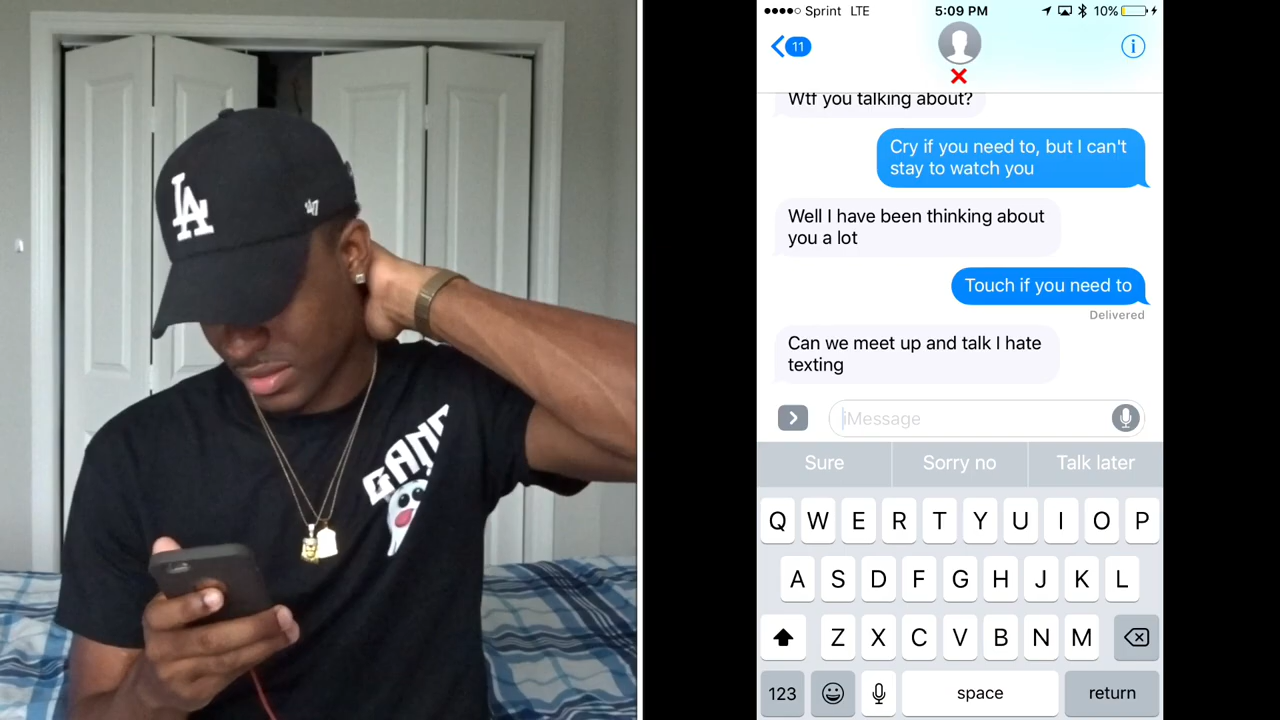 LA
47
GANG
Sprint LTE 5:09 PM 10%
11
i
Wtf you talking about?
Cry if you need to, but I can't
stay to watch you
Well I have been thinking about
you a lot
Touch if you need to
Delivered
Can we meet up and talk I hate
texting
iMessage
Sure Sorry no Talk later
Q W E R T Y U I O P
A S D F G H J K L
Z X C V B N M
123 space return